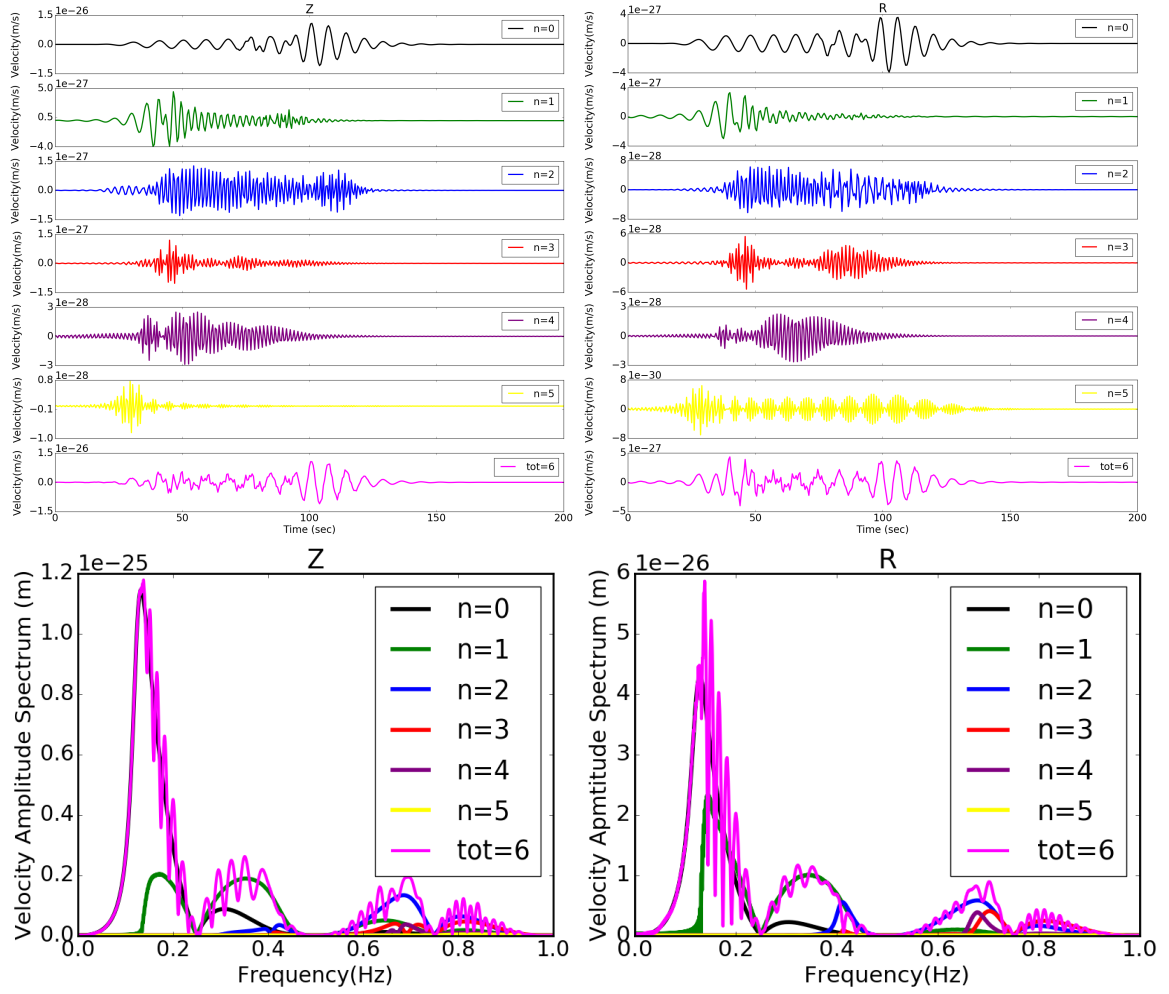 Z
1e−26
Velocity(m/s)
1.5
0.0
−1.5
n=0
1e−27
Velocity(m/s)
5.0
0.5
−4.0
n=1
1e−27
Velocity(m/s)
1.5
0.0
−1.5
n=2
1e−27
Velocity(m/s)
1.5
0.0
−1.5
n=3
1e−28
Velocity(m/s)
3
0
−3
n=4
1e−28
Velocity(m/s)
0.8
−0.1
−1.0
n=5
1e−26
Velocity(m/s)
1.5
0.0
−1.5
tot=6
0 50 100 150 200
Time (sec)
R
1e−27
Velocity(m/s)
4
0
−4
n=0
1e−27
Velocity(m/s)
4
0
−4
n=1
1e−28
Velocity(m/s)
8
0
−8
n=2
1e−28
Velocity(m/s)
6
0
−6
n=3
1e−28
Velocity(m/s)
3
0
−3
n=4
1e−30
Velocity(m/s)
8
0
−8
n=5
1e−27
Velocity(m/s)
5
0
−5
tot=6
0 50 100 150 200
Time (sec)
Z
1e−25
Velocity Amplitude Spectrum (m)
1.2
1.0
0.8
0.6
0.4
0.2
0.0
n=0
n=1
n=2
n=3
n=4
n=5
tot=6
0.0 0.2 0.4 0.6 0.8 1.0
Frequency(Hz)
R
1e−26
Velocity Apmtitude Spectrum (m)
6
5
4
3
2
1
0
n=0
n=1
n=2
n=3
n=4
n=5
tot=6
0.0 0.2 0.4 0.6 0.8 1.0
Frequency(Hz)